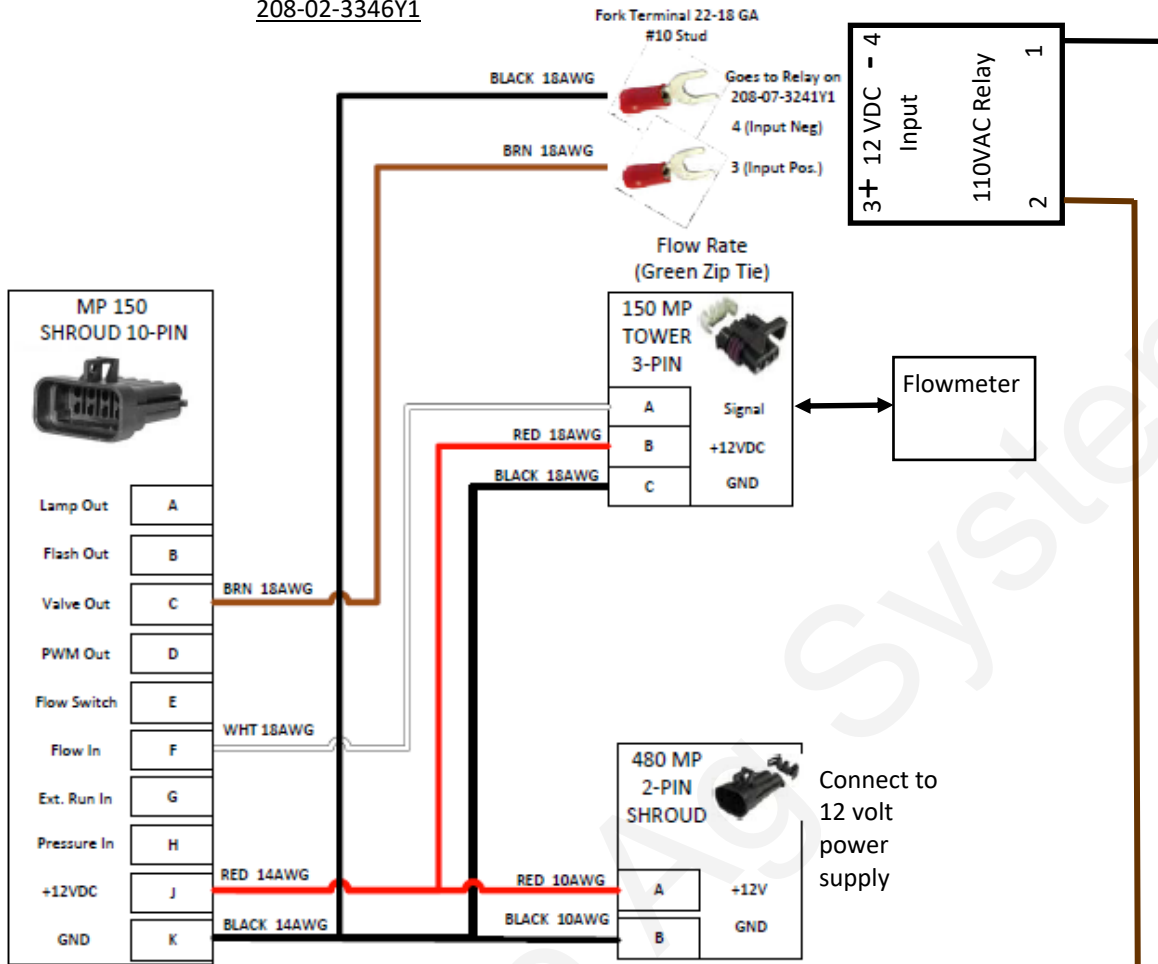 208-02-3346Y1
Fork Terminal 22-18 GA
#10 Stud
BLACK 18AWG
Goes to Relay on
208-07-3241Y1
4 (Input Neg)
BRN 18AWG
3 (Input Pos.)
3+ 12 VDC - 4
Input
110VAC Relay
1
2
Flow Rate
(Green Zip Tie)
MP 150
SHROUD 10-PIN
150 MP
TOWER
3-PIN
A Signal
RED 18AWG
B +12VDC
BLACK 18AWG
C GND
Flowmeter
Lamp Out A
Flash Out B
Valve Out C
BRN 18AWG
PWM Out D
Flow Switch E
Flow In F
WHT 18AWG
Ext. Run In G
Pressure In H
+12VDC J
RED 14AWG
GND K
BLACK 14AWG
480 MP
2-PIN
SHROUD
Connect to
12 volt
power
supply
RED 10AWG
A +12V
BLACK 10AWG
B GND
Ag System